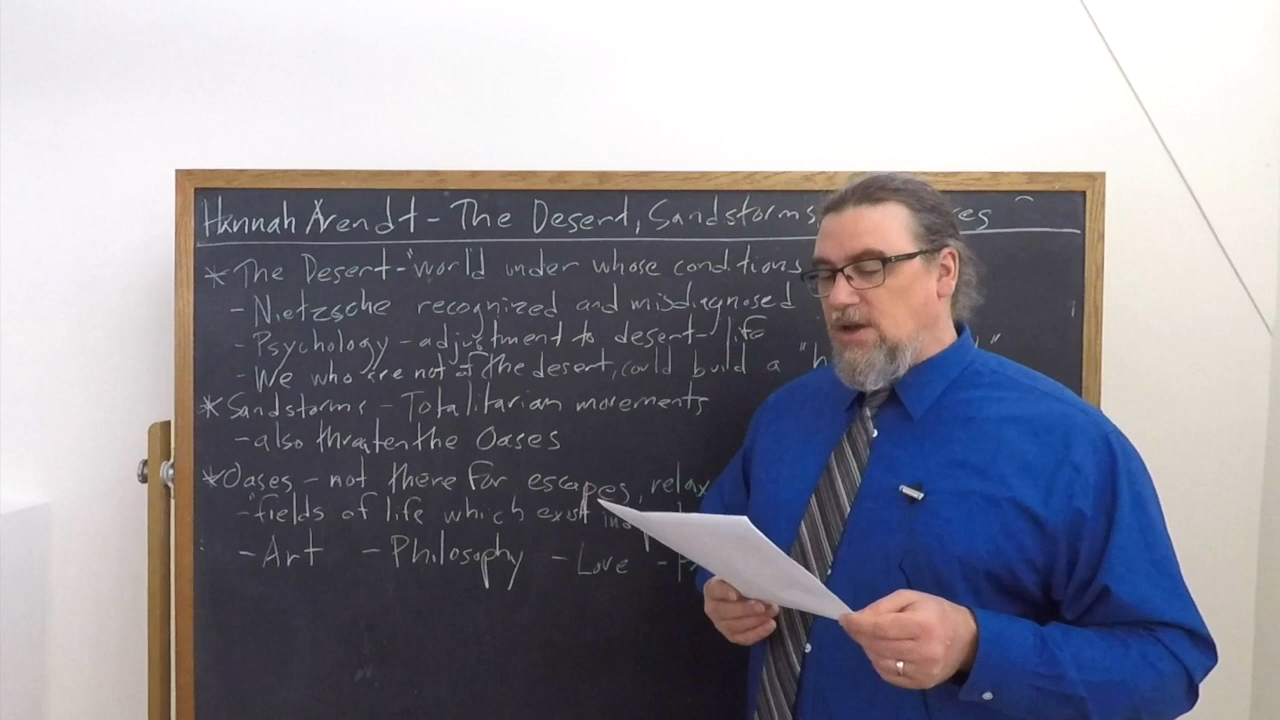 Hannah Arendt - The Desert, Sandstorms,
* The Desert - "world" under whose conditions
- Nietzsche recognized and misdiagnosed
- Psychology - adjustment to desert-life
- We who are not of the desert, could build a "h
* Sandstorms - Totalitarian movements
- also threaten the Oases
* Oases - not there for escapes, relax
- "fields of life which exist
- Art - Philosophy - Love -